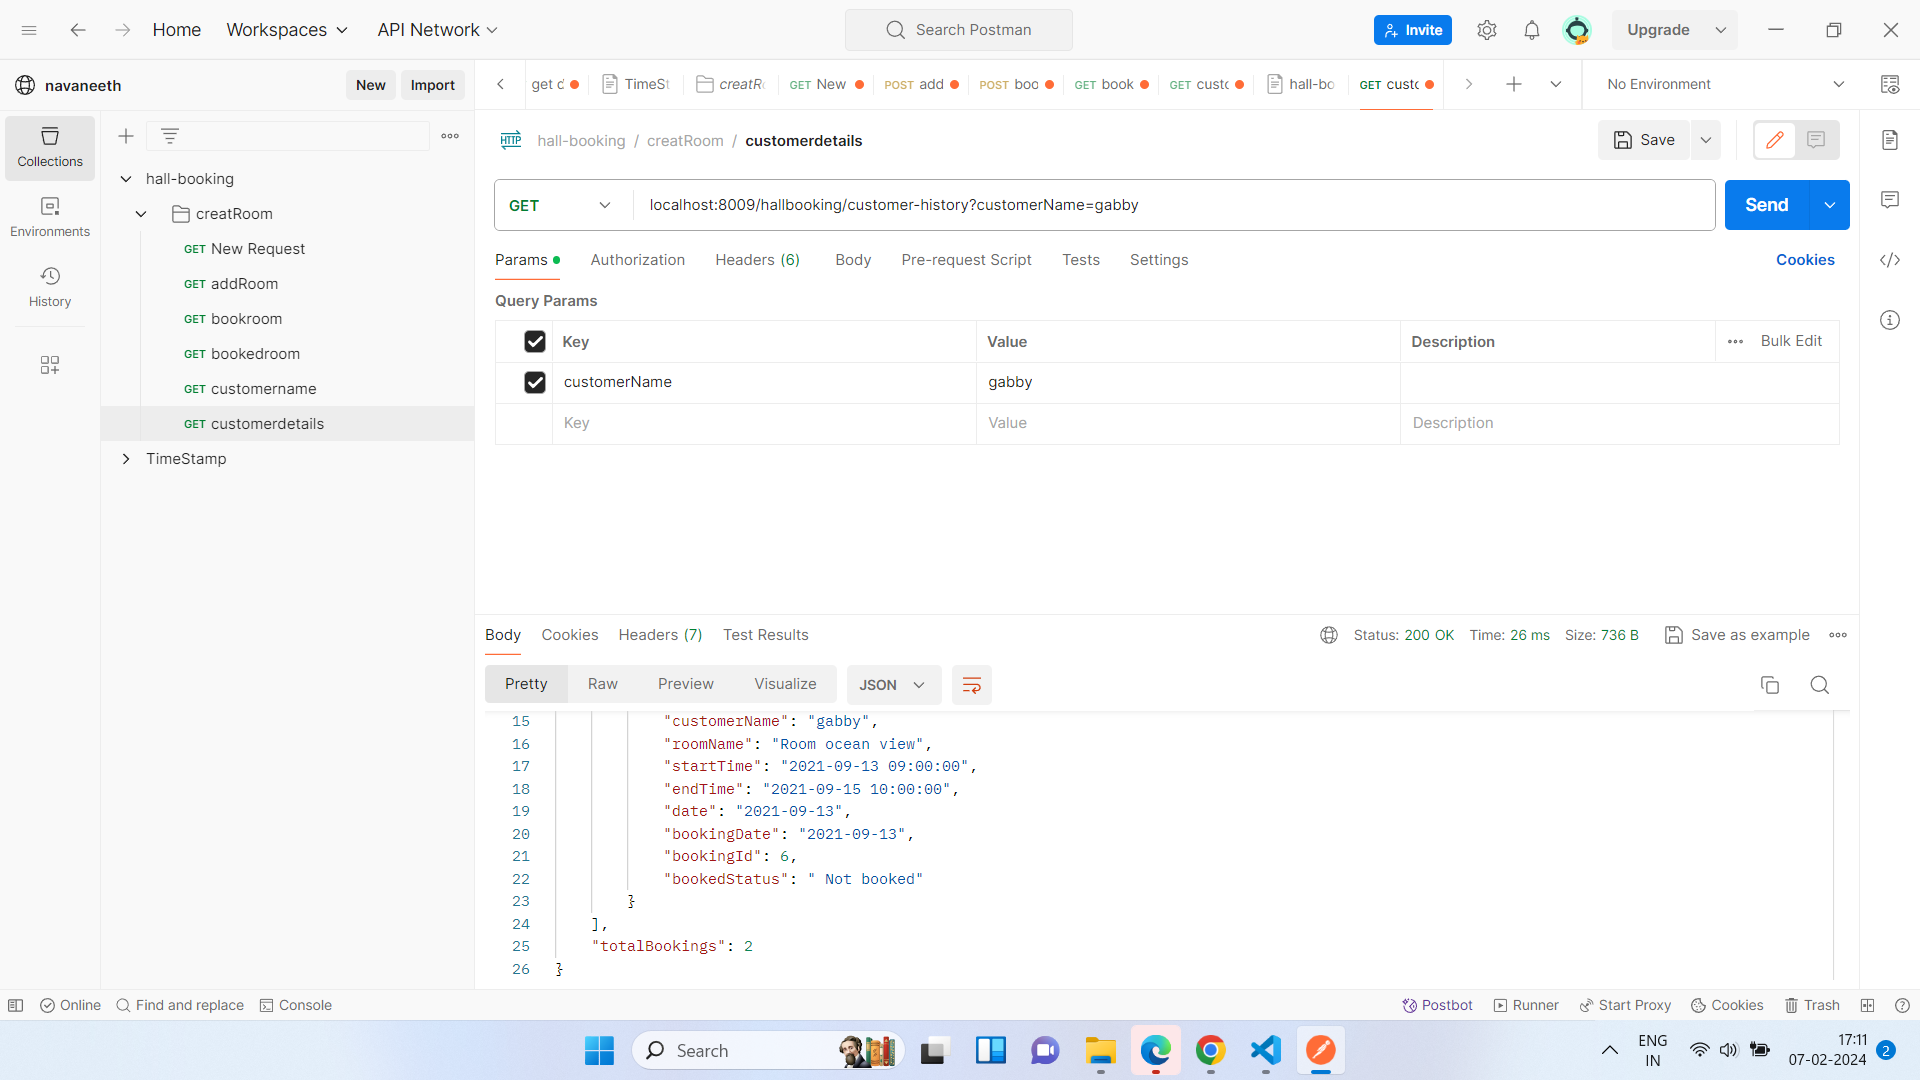 Home Workspaces API Network Search Postman Invite Upgrade
navaneeth New Import
get d TimeSt creatRo GET New POST add POST boo GET book GET custo hall-bo GET custo No Environment
Collections
Environments
History
hall-booking
creatRoom
GET New Request
GET addRoom
GET bookroom
GET bookedroom
GET customername
GET customerdetails
TimeStamp
HTTP hall-booking / creatRoom / customerdetails Save
GET localhost:8009/hallbooking/customer-history?customerName=gabby Send
Params Authorization Headers (6) Body Pre-request Script Tests Settings Cookies
Query Params
Key Value Description Bulk Edit
customerName gabby
Key Value Description
Body Cookies Headers (7) Test Results Status: 200 OK Time: 26 ms Size: 736 B Save as example
Pretty Raw Preview Visualize JSON
15 "customerName": "gabby",
16 "roomName": "Room ocean view",
17 "startTime": "2021-09-13 09:00:00",
18 "endTime": "2021-09-15 10:00:00",
19 "date": "2021-09-13",
20 "bookingDate": "2021-09-13",
21 "bookingId": 6,
22 "bookedStatus": " Not booked"
23 }
24 ],
25 "totalBookings": 2
26 }
Online Find and replace Console Postbot Runner Start Proxy Cookies Trash
Search
ENG
IN
17:11
07-02-2024
2